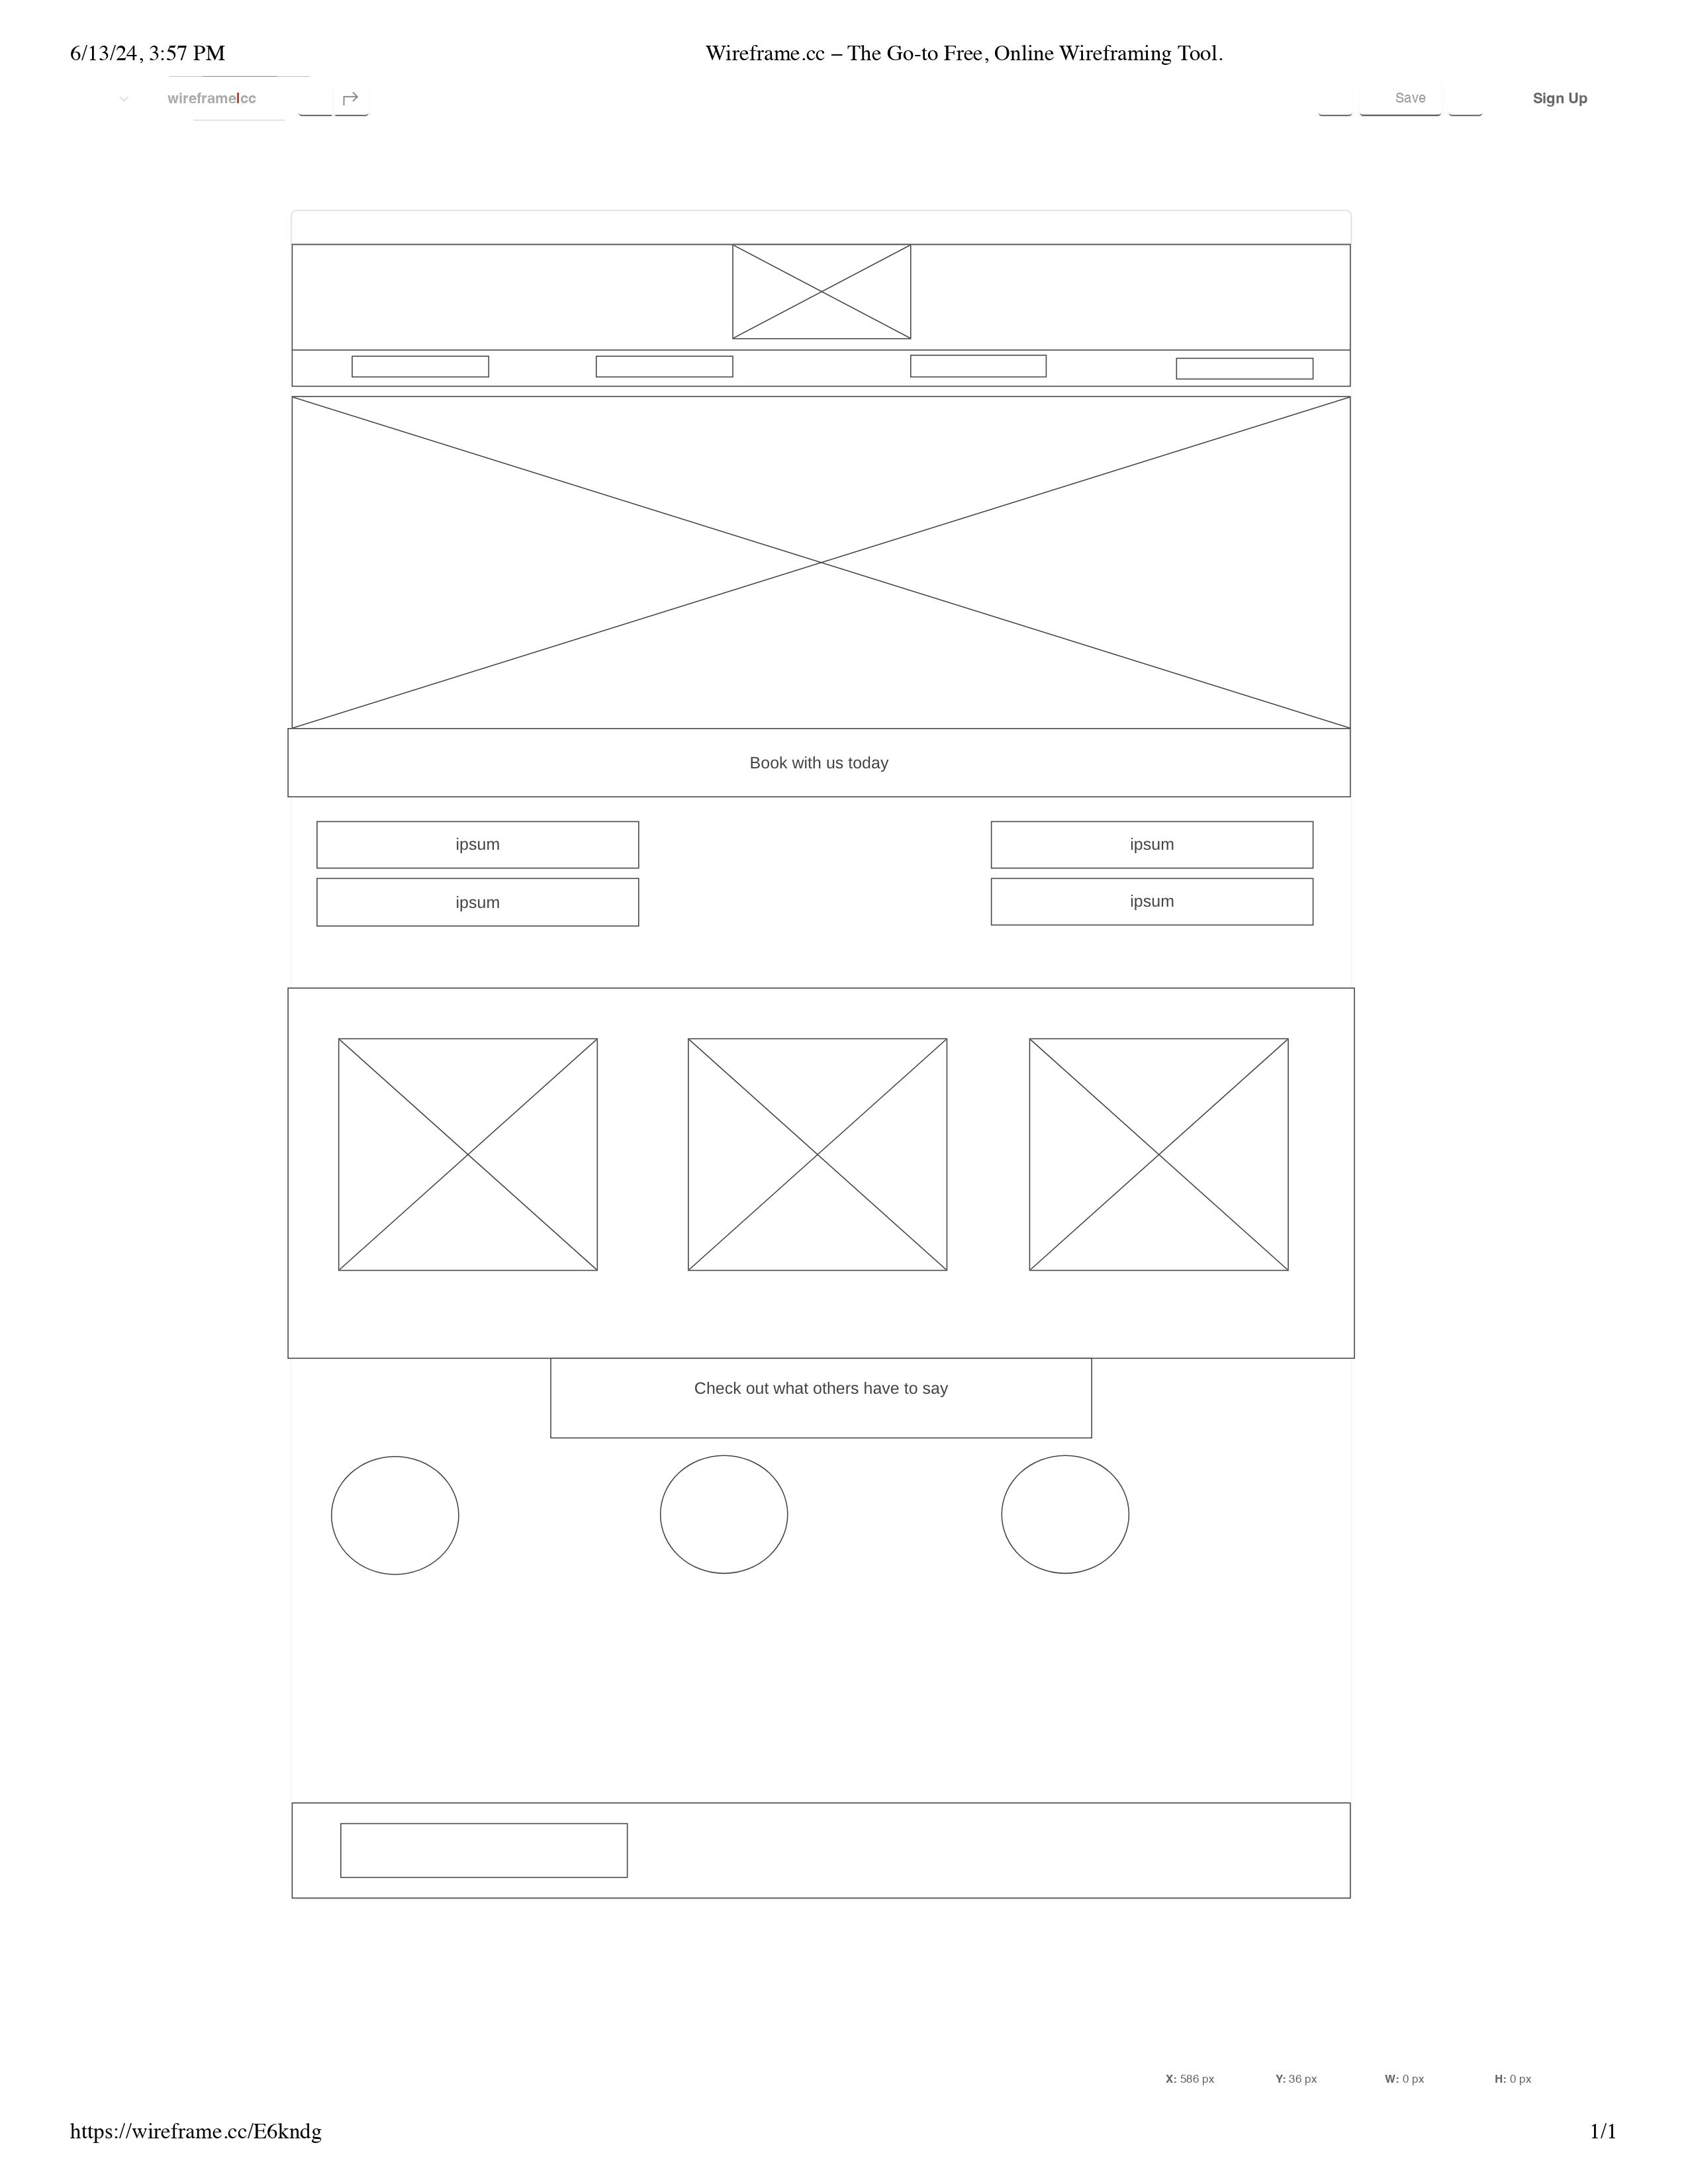 6/13/24, 3:57 PM Wireframe.cc – The Go-to Free, Online Wireframing Tool.
wireframe|cc Save Sign Up
Book with us today
ipsum ipsum
ipsum ipsum
Check out what others have to say
X: 586 px Y: 36 px W: 0 px H: 0 px
https://wireframe.cc/E6kndg 1/1